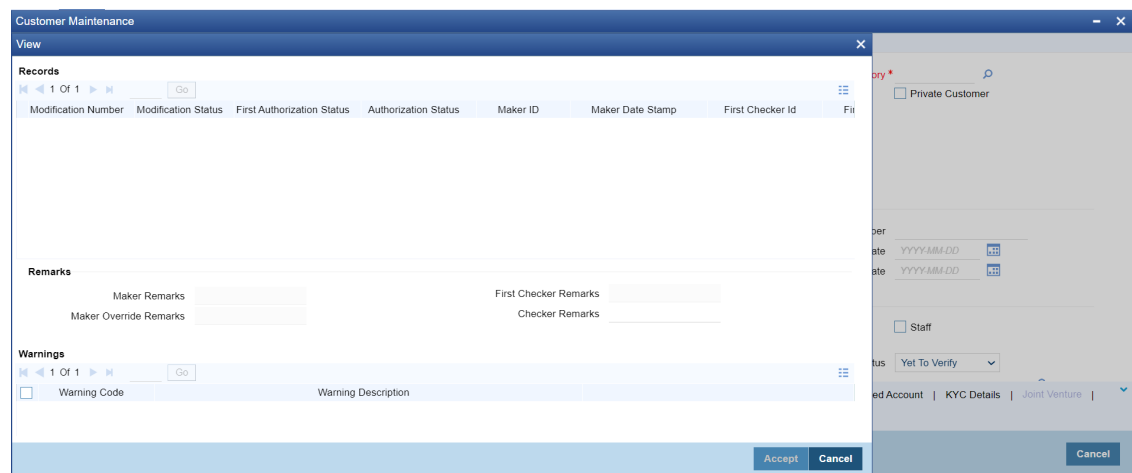 Customer Maintenance
View
Records
1 Of 1 Go
Modification Number Modification Status First Authorization Status Authorization Status Maker ID Maker Date Stamp First Checker Id Fir
Remarks
Maker Remarks First Checker Remarks
Maker Override Remarks Checker Remarks
Warnings
1 Of 1 Go
Warning Code Warning Description
Accept Cancel
ory *
Private Customer
ber
ate YYYY-MM-DD
ate YYYY-MM-DD
Staff
tus Yet To Verify
ed Account | KYC Details | Joint Venture |
Cancel